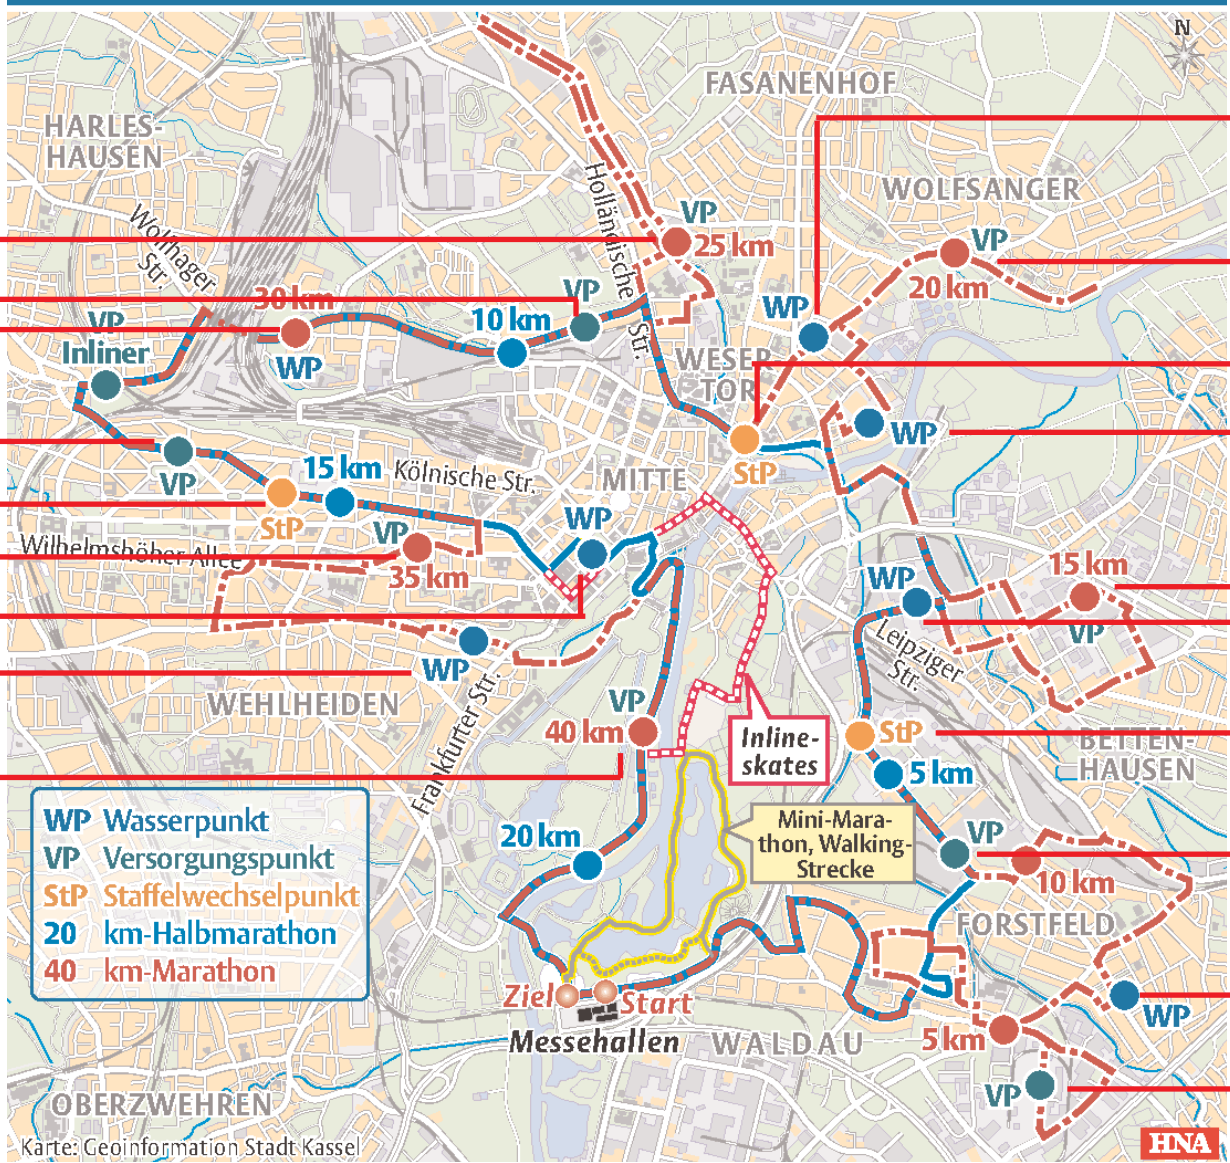 N
FASANENHOF
HARLES-
HAUSEN
WOLFSANGER
Holländische
Str.
Wolfhager
Str.
VP
25 km
VP
20 km
30 km
WP
VP
10 km
WP
VP
Inliner
WESER
TOR
WP
StP
VP
15 km
Kölnische Str.
MITTE
StP
WP
VP
35 km
Wilhelmshöher Allee
15 km
VP
WP
Leipziger
Str.
WP
WEHLHEIDEN
Frankfurter Str.
VP
40 km
Inline-
skates
StP
5 km
BETTEN-
HAUSEN
WP Wasserpunkt
VP Versorgungspunkt
StP Staffelwechselpunkt
20 km-Halbmarathon
40 km-Marathon
20 km
Mini-Mara-
thon, Walking-
Strecke
VP
10 km
FORSTFELD
Ziel
Start
Messehallen
WALDAU
5 km
WP
VP
OBERZWEHREN
Karte: Geoinformation Stadt Kassel
HNA